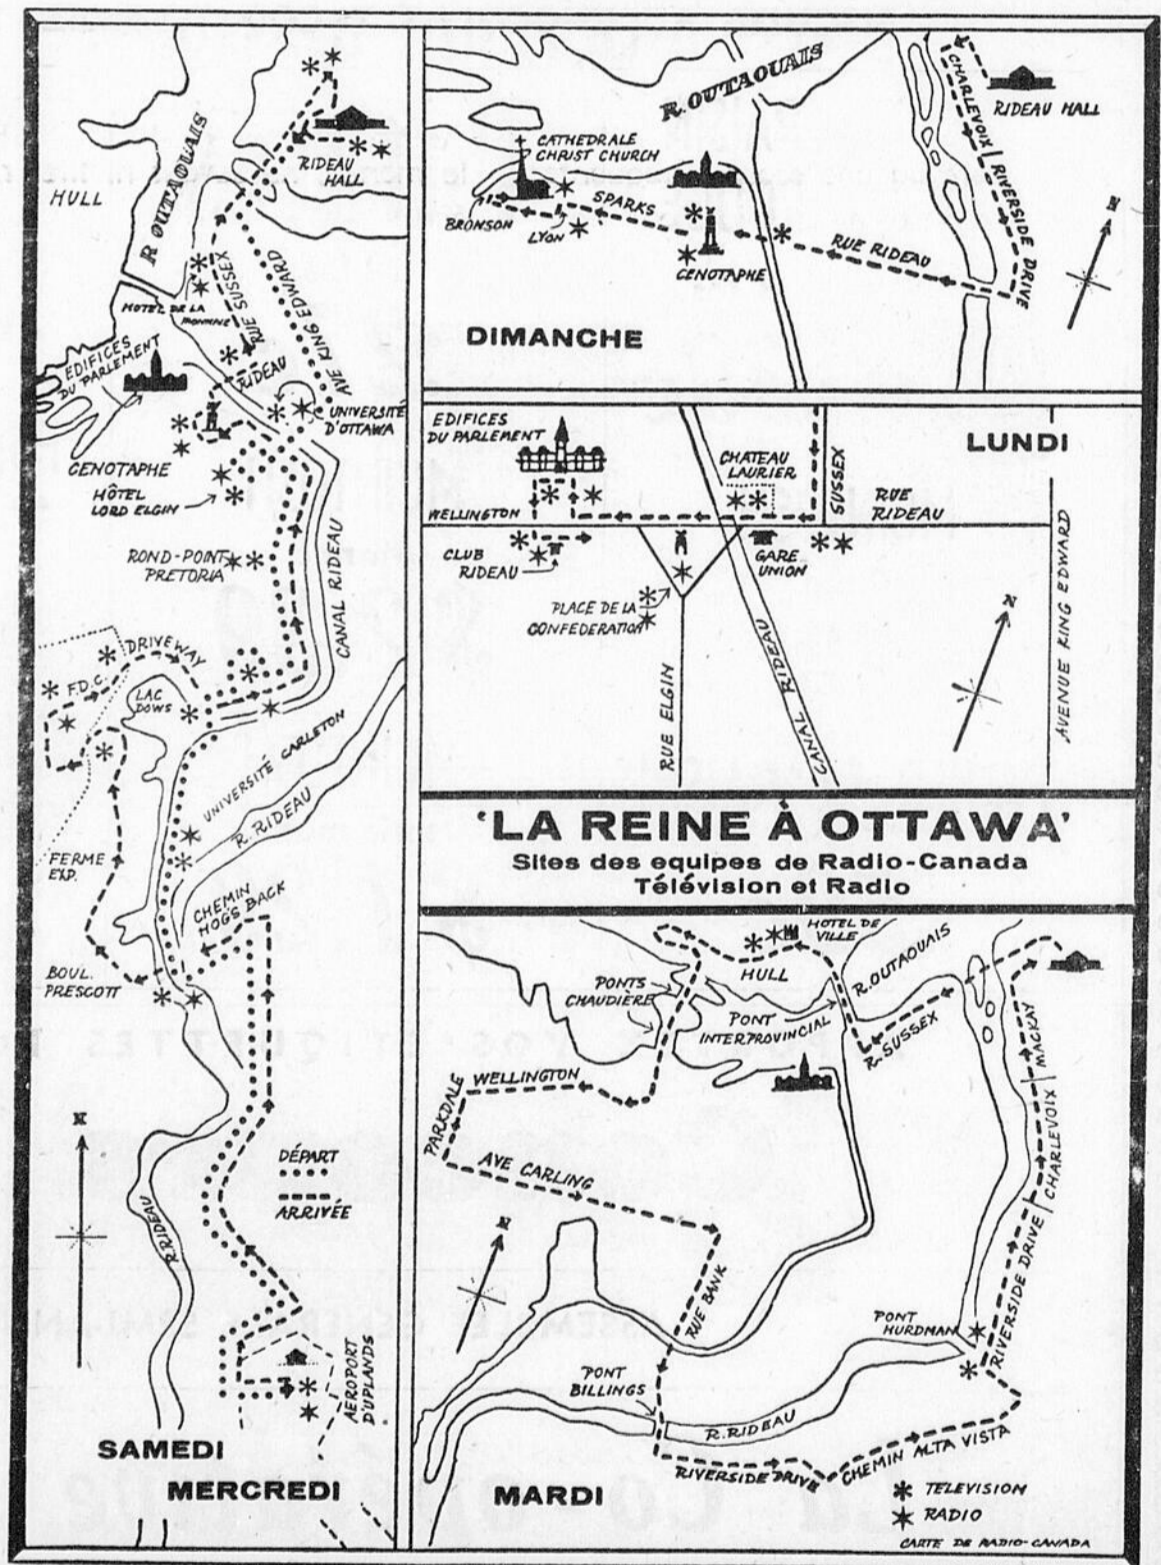 HULL
R OUTAOUAIS
RIDEAU
HALL
HOTEL DE LA
RUE SUSSEX
AVE KING EDWARD
EDIFICES
DU PARLEMENT
RIDEAU
UNIVERSITÉ
D'OTTAWA
CENOTAPHE
HÔTEL
LORD ELGIN
ROND-POINT
PRETORIA
CANAL RIDEAU
DRIVEWAY
F.D.C.
LAC
DOWS
UNIVERSITÉ CARLETON
R. RIDEAU
FERME
EXP.
CHEMIN
HOG'S BACK
BOUL.
PRESCOTT
N
DÉPART
ARRIVÉE
R.RIDEAU
AEROPORT
D'UPLANDS
SAMEDI
MERCREDI
R. OUTAOUAIS
CHARLEVOIX
RIVERSIDE DRIVE
RIDEAU HALL
CATHEDRALE
CHRIST CHURCH
BRONSON
LYON
SPARKS
CENOTAPHE
RUE RIDEAU
N
DIMANCHE
EDIFICES
DU PARLEMENT
CHATEAU
LAURIER
SUSSEX
LUNDI
RUE
RIDEAU
WELLINGTON
CLUB
RIDEAU
GARE
UNION
PLACE DE LA
CONFEDERATION
RUE ELGIN
CANAL RIDEAU
N
AVENUE KING EDWARD
'LA REINE À OTTAWA'
Sites des equipes de Radio-Canada
Télévision et Radio
HOTEL DE
VILLE
HULL
PONTS
CHAUDIÈRE
PONT
INTERPROVINCIAL
R. OUTAOUAIS
R. SUSSEX
MACKAY
CHARLEVOIX
RIVERSIDE DRIVE
WELLINGTON
PARKDALE
AVE CARLING
N
RUE BANK
PONT
HURDMAN
PONT
BILLINGS
R. RIDEAU
RIVERSIDE DRIVE
CHEMIN ALTA VISTA
MARDI
TELEVISION
RADIO
CARTE DE RADIO-CANADA